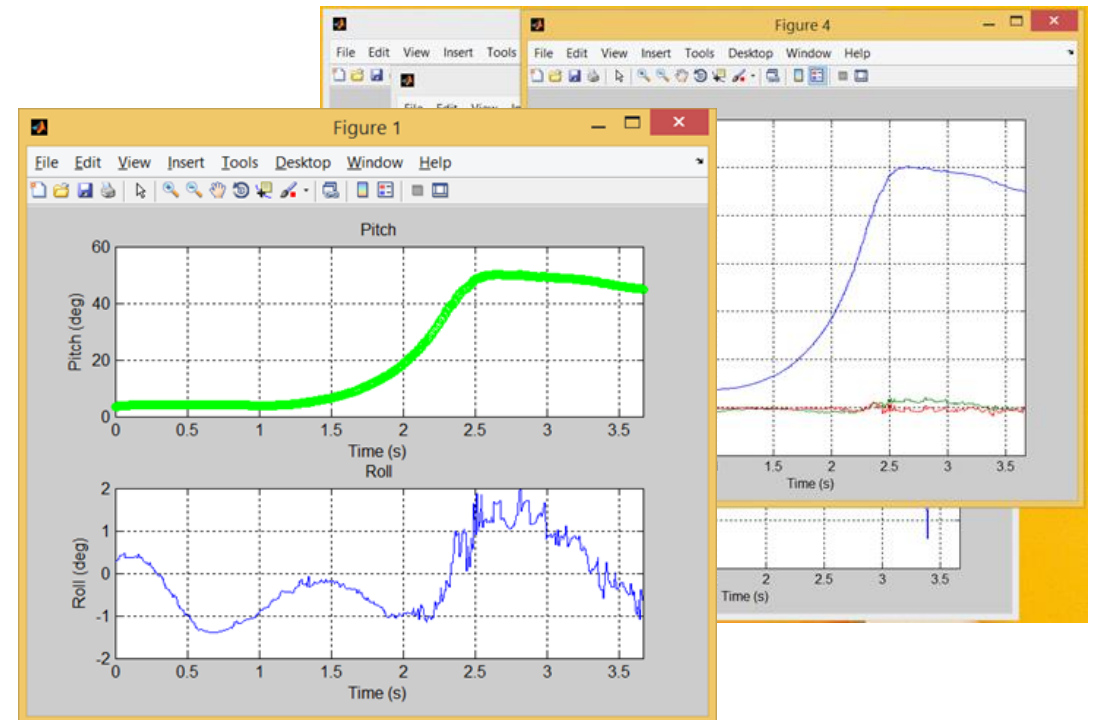 File Edit View Insert Tools
Figure 4
File Edit View Insert Tools Desktop Window Help
1.5 2 2.5 3 3.5
Time (s)
2 2.5 3 3.5
Time (s)
Figure 1
File Edit View Insert Tools Desktop Window Help
Pitch
Pitch (deg)
60
40
20
0
0 0.5 1 1.5 2 2.5 3 3.5
Time (s)
Roll
Roll (deg)
2
1
0
-1
-2
0 0.5 1 1.5 2 2.5 3 3.5
Time (s)